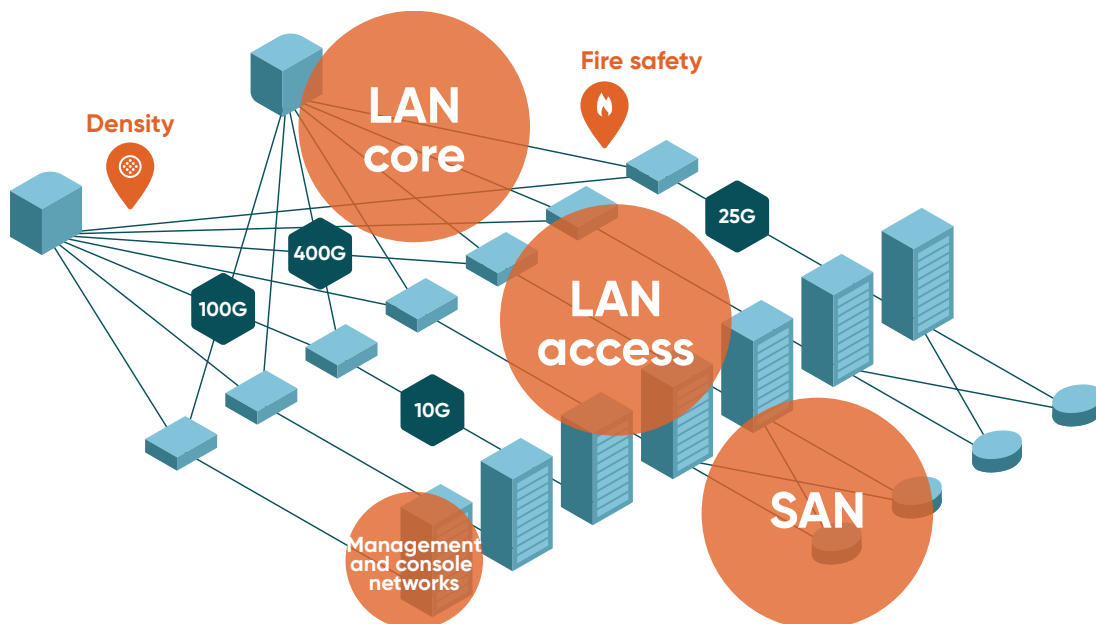 Fire safety
LAN
core
Density
25G
400G
100G
LAN
access
10G
SAN
Management
and console
networks